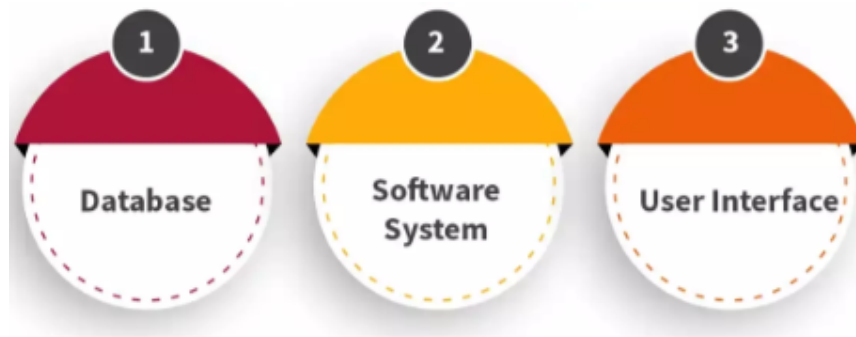 1
2
3
Database
Software
System
User Interface